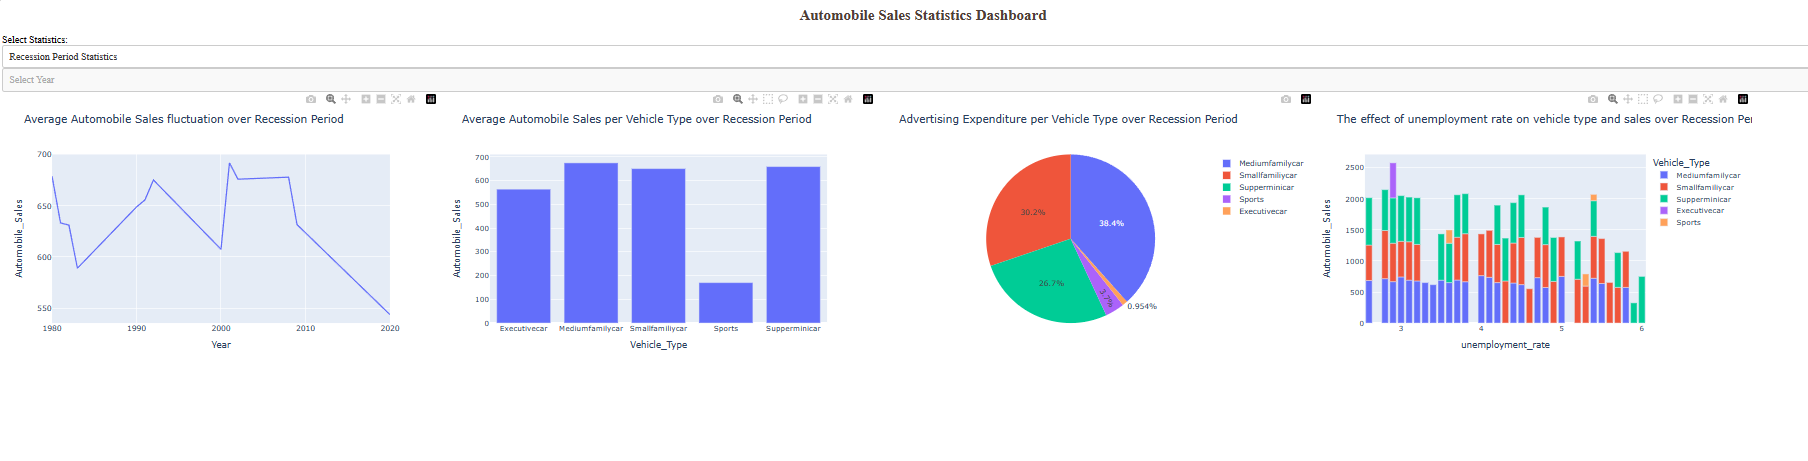 Automobile Sales Statistics Dashboard
Select Statistics:
Recession Period Statistics
Select Year
Average Automobile Sales fluctuation over Recession Period
700
650
600
550
Automobile_Sales
1980 1990 2000 2010 2020
Year
Average Automobile Sales per Vehicle Type over Recession Period
700
600
500
400
300
200
100
0
Automobile_Sales
Executivecar Mediumfamilycar Smallfamiliycar Sports Supperminicar
Vehicle_Type
Advertising Expenditure per Vehicle Type over Recession Period
38.4%
30.2%
26.7%
3.7%
0.954%
Mediumfamilycar
Smallfamiliycar
Supperminicar
Sports
Executivecar
The effect of unemployment rate on vehicle type and sales over Recession Per
2500
2000
1500
1000
500
0
Automobile_Sales
3 4 5 6
unemployment_rate
Vehicle_Type
Mediumfamilycar
Smallfamiliycar
Supperminicar
Executivecar
Sports